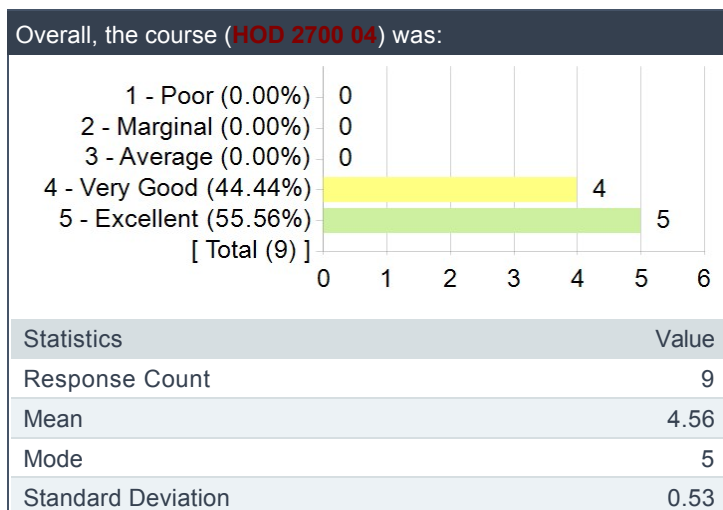 Overall, the course (HOD 2700 04) was:
1 - Poor (0.00%) 0
2 - Marginal (0.00%) 0
3 - Average (0.00%) 0
4 - Very Good (44.44%) 4
5 - Excellent (55.56%) 5
[ Total (9) ]
0 1 2 3 4 5 6
Statistics Value
Response Count 9
Mean 4.56
Mode 5
Standard Deviation 0.53